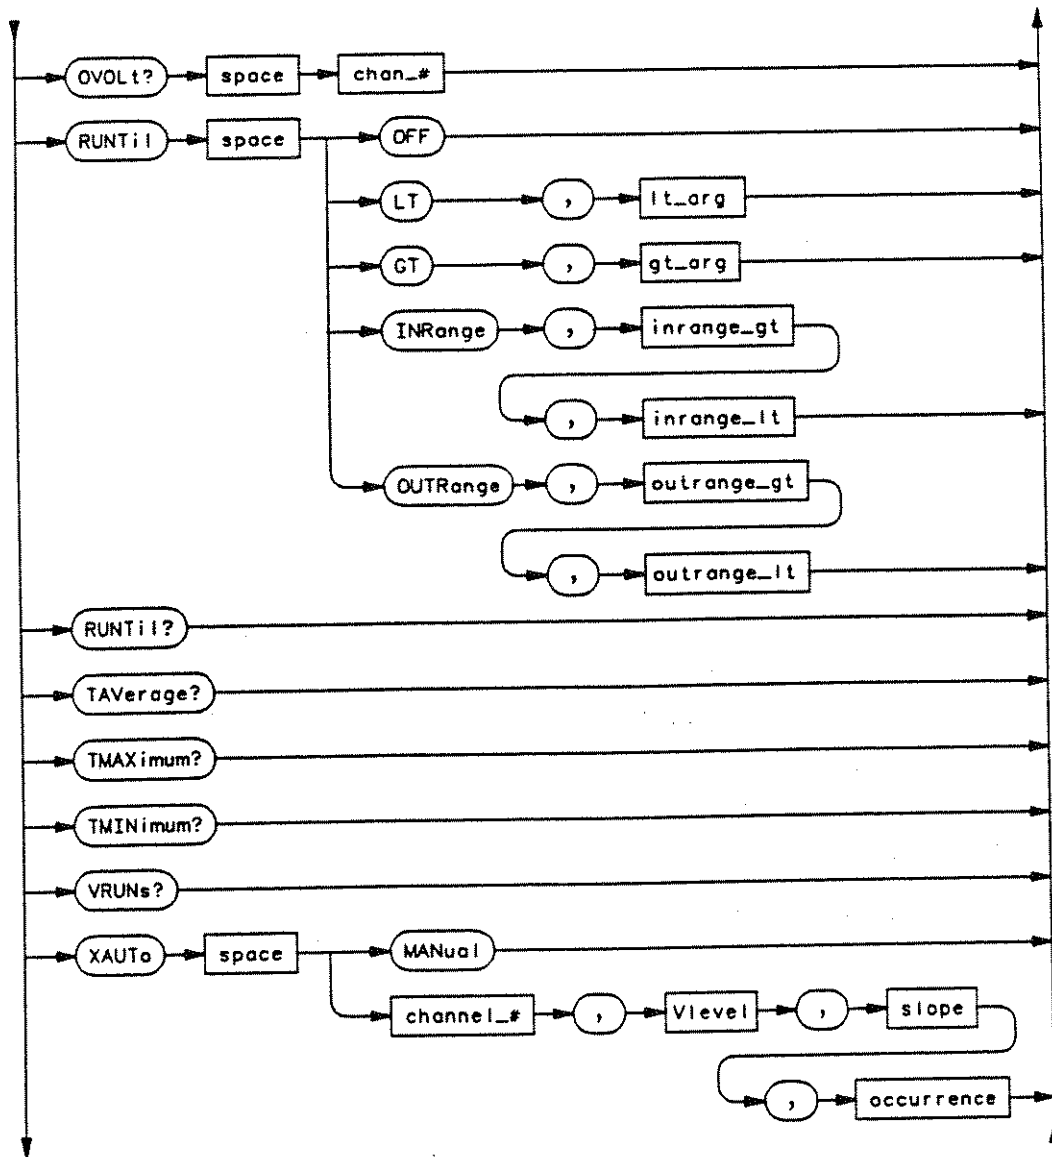 OVOLt? space chan_#
RUNTil space OFF
LT , lt_arg
GT , gt_arg
INRange , inrange_gt
, inrange_lt
OUTRange , outrange_gt
, outrange_lt
RUNTil?
TAVerage?
TMAXimum?
TMINimum?
VRUNs?
XAUTo space MANual
channel_# , Vlevel , slope
, occurrence